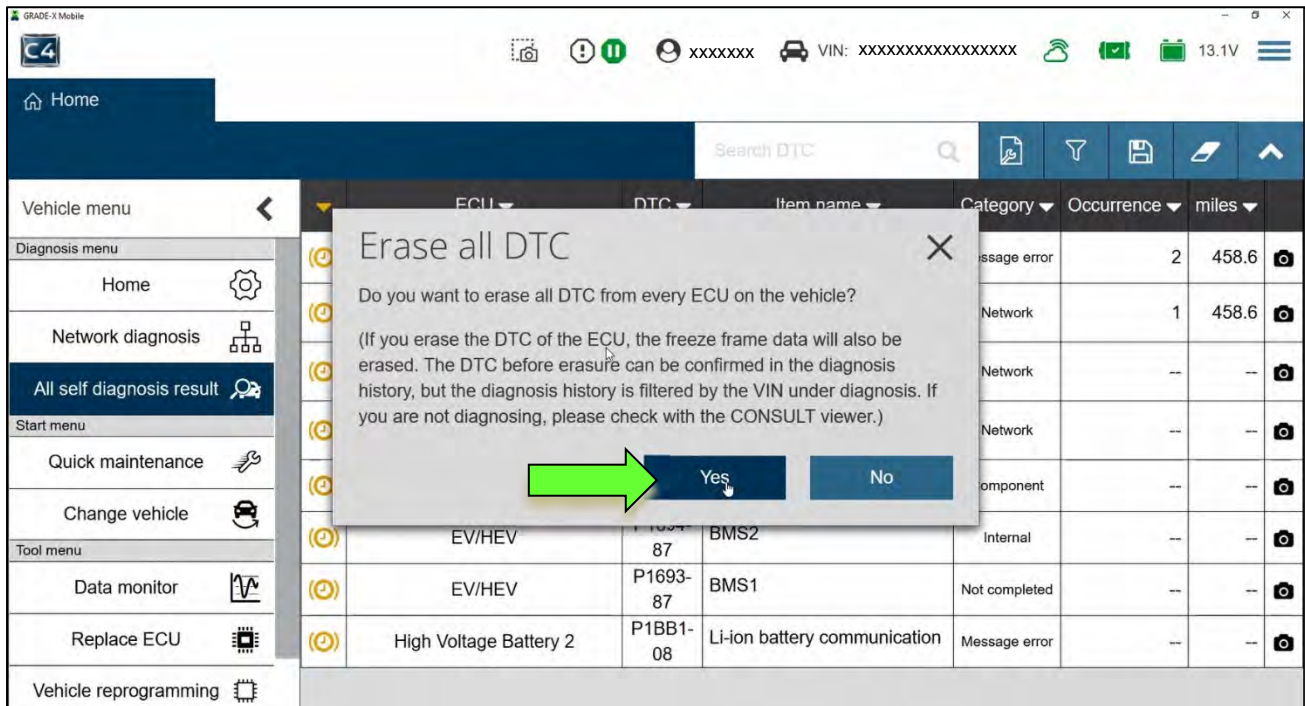 GRADE-X Mobile
C4
xxxxxxx
VIN: xxxxxxxxxxxxxxxxx
13.1V
Home
Search DTC
Vehicle menu
ECU
DTC
Item name
Category
Occurrence
miles
Diagnosis menu
Home
Network diagnosis
All self diagnosis result
Start menu
Quick maintenance
Change vehicle
Tool menu
Data monitor
Replace ECU
Vehicle reprogramming
Erase all DTC
Do you want to erase all DTC from every ECU on the vehicle?
(If you erase the DTC of the ECU, the freeze frame data will also be
erased. The DTC before erasure can be confirmed in the diagnosis
history, but the diagnosis history is filtered by the VIN under diagnosis. If
you are not diagnosing, please check with the CONSULT viewer.)
Yes
No
ssage error 2 458.6
Network 1 458.6
Network -- --
Network -- --
omponent -- --
EV/HEV 87 BMS2 Internal -- --
EV/HEV P1693-87 BMS1 Not completed -- --
High Voltage Battery 2 P1BB1-08 Li-ion battery communication Message error -- --